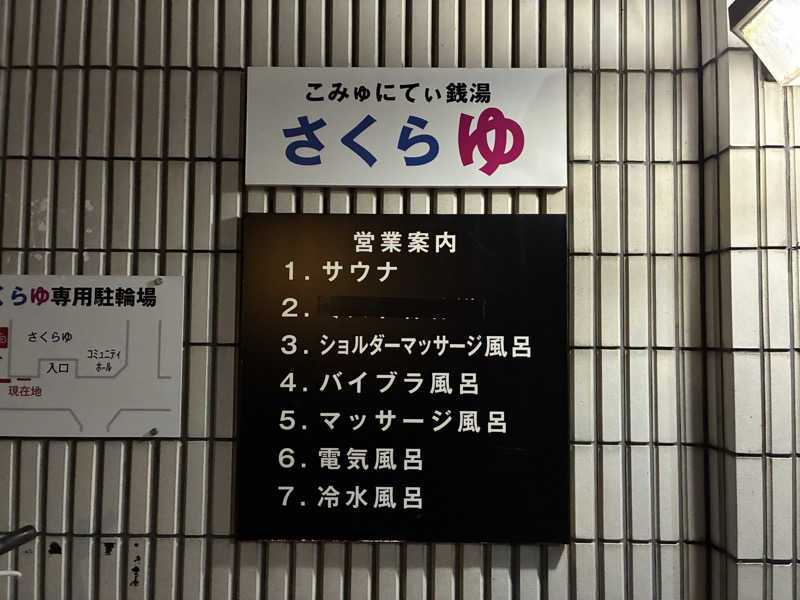 こみゅにてぃ銭湯
さくらゆ
営業案内
1. サウナ
2.
3. ショルダーマッサージ風呂
4. バイブラ風呂
5. マッサージ風呂
6. 電気風呂
7. 冷水風呂
くらゆ専用駐輪場
さくらゆ
コミュニティ
ホール
入口
現在地